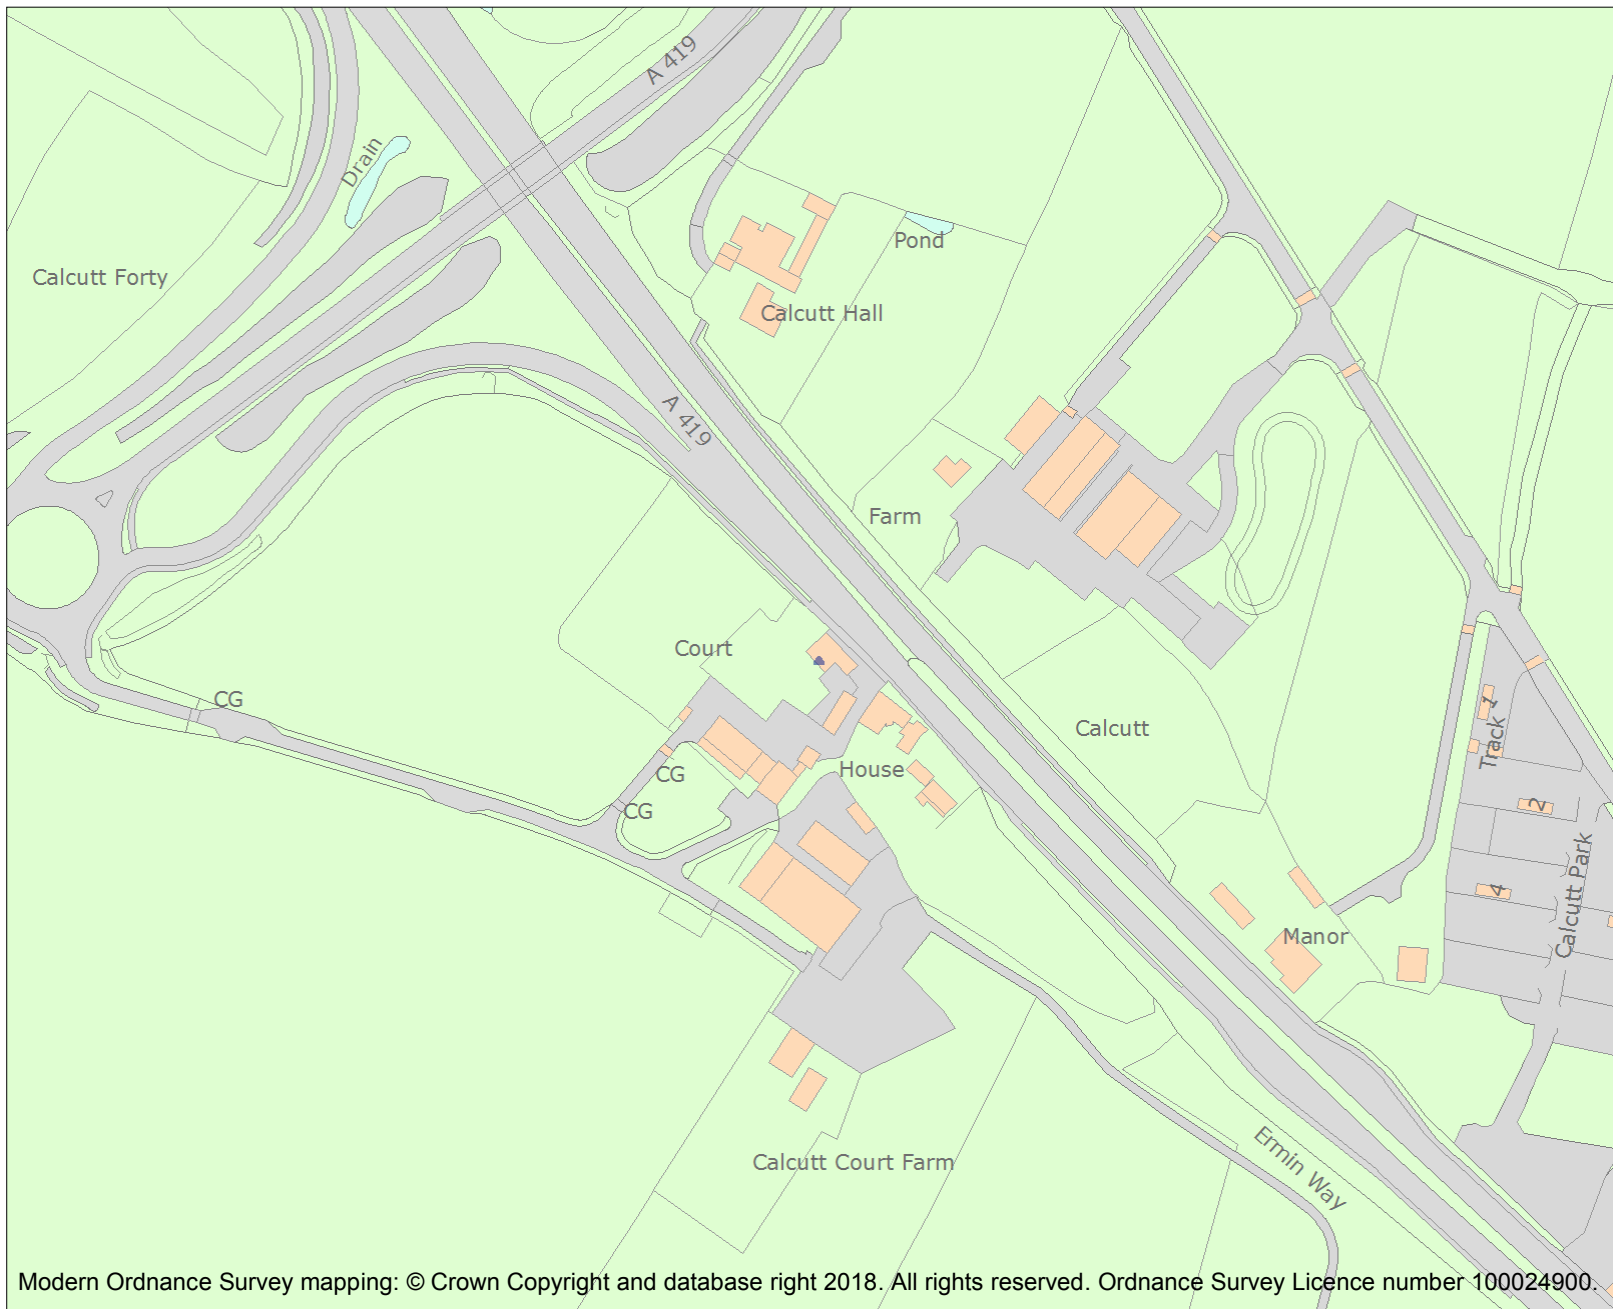 A 419
Drain
Pond
Calcutt Forty
Calcutt Hall
A 419
Farm
Court
CG
Calcutt
1
Track
House
CG
2
CG
Calcutt Park
4
Manor
Calcutt Court Farm
Ermin Way
Modern Ordnance Survey mapping: © Crown Copyright and database right 2018. All rights reserved. Ordnance Survey Licence number 100024900.